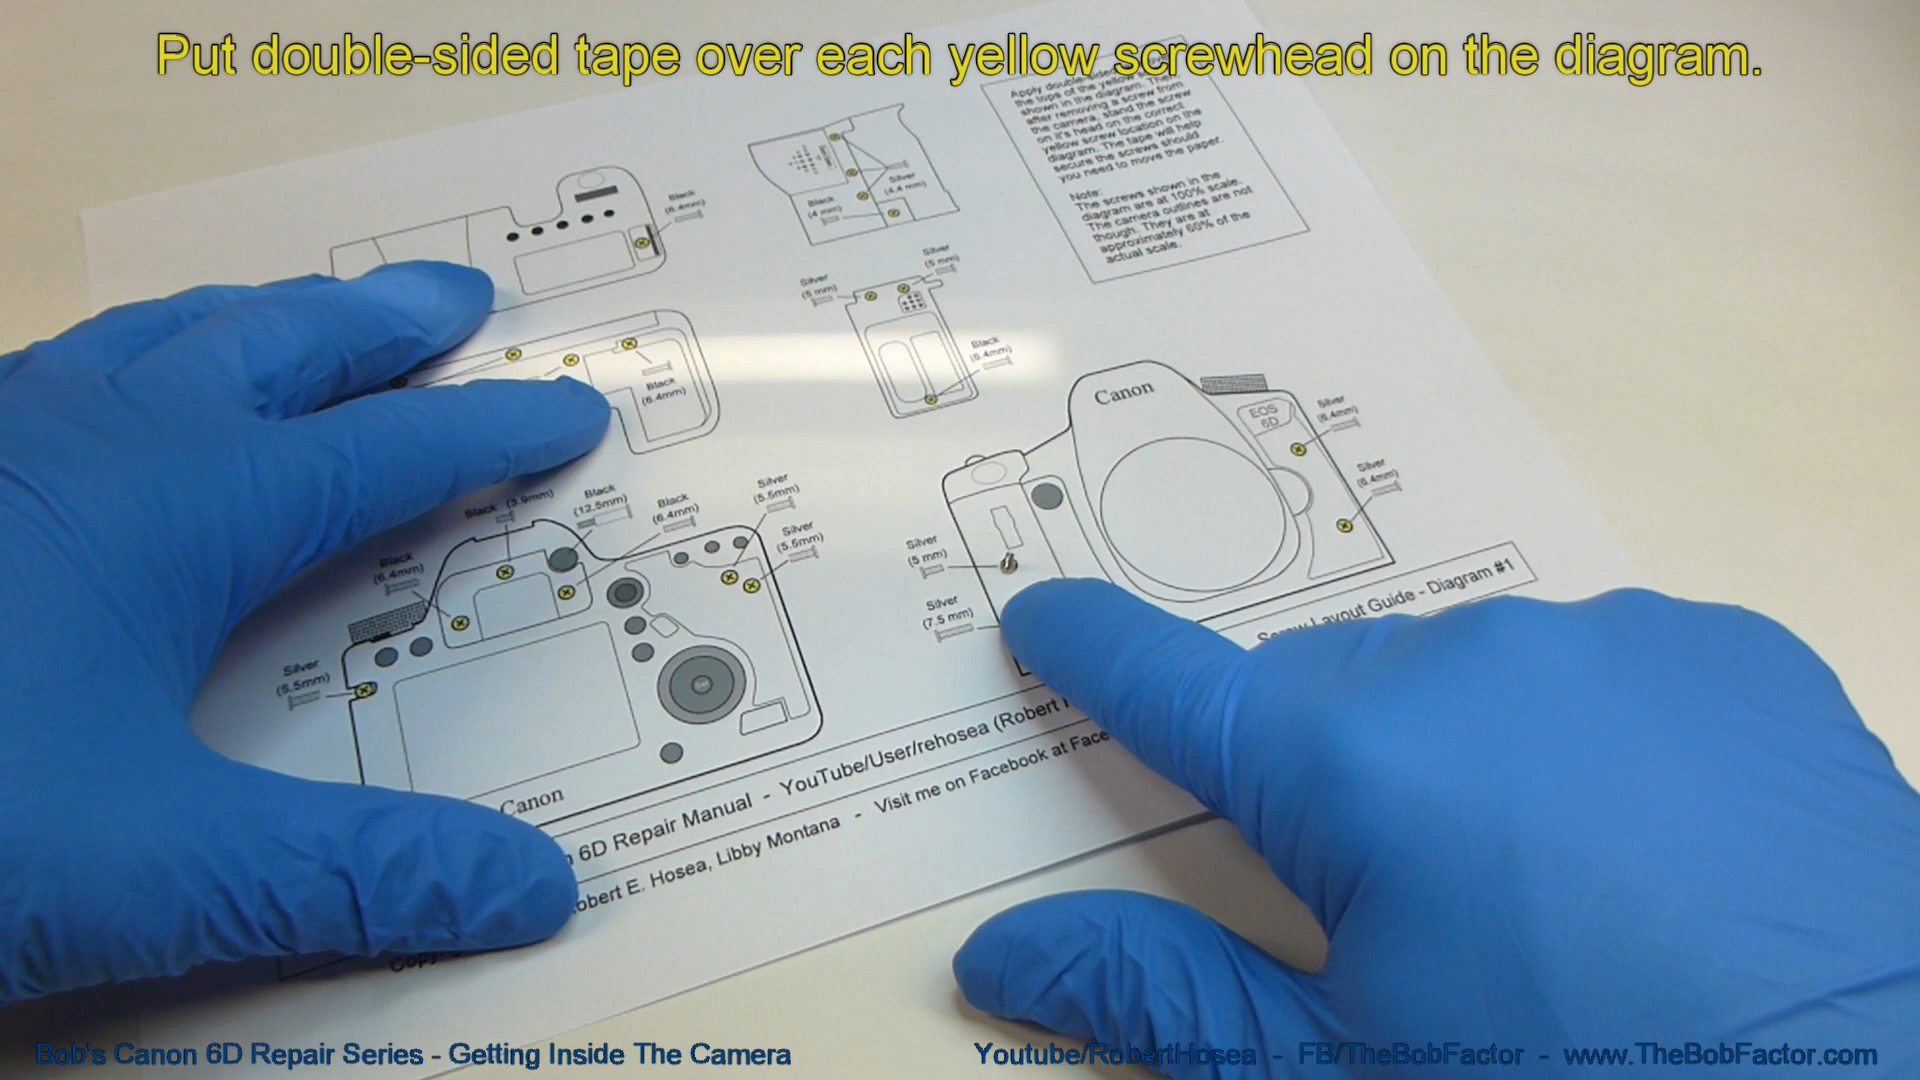 Put double-sided tape over each yellow screwhead on the diagram.
Apply double-sided
the tops of the yellow
shown in the diagram. Then,
after removing a screw from
the camera, stand the screw
on it's head on the correct
yellow screw location on the
diagram. The tape will help
secure the screws should
you need to move the paper.
Note:
The screws shown in the
diagram are at 100% scale.
The camera outlines are not
though. They are at
approximately 60% of the
actual scale.
Black
(6.4mm)
Silver
(4.4 mm)
Black
(4 mm)
Silver
(5 mm)
Silver
(5 mm)
Black
(6.4mm)
Black
(6.4mm)
Canon
EOS
6D
Silver
(6.4mm)
Silver
(6.4mm)
Silver
(5 mm)
Silver
(7.5 mm)
Black (3.9mm)
Black
(12.5mm)
Black
(6.4mm)
Silver
(5.5mm)
Silver
(5.5mm)
Black
(6.4mm)
Silver
(5.5mm)
Canon
Screw Layout Guide - Diagram #1
6D Repair Manual - YouTube/User/rehosea (Robert
obert E. Hosea, Libby Montana - Visit me on Facebook at Face
Bob's Canon 6D Repair Series - Getting Inside The Camera
Youtube/RobertHosea - FB/TheBobFactor - www.TheBobFactor.com